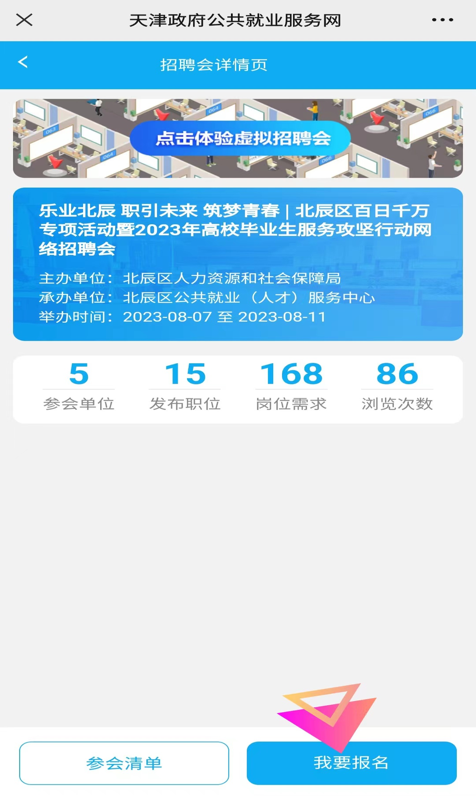 天津政府公共就业服务网
招聘会详情页
点击体验虚拟招聘会
乐业北辰 职引未来 筑梦青春 | 北辰区百日千万
专项活动暨2023年高校毕业生服务攻坚行动网
络招聘会
主办单位：北辰区人力资源和社会保障局
承办单位：北辰区公共就业（人才）服务中心
举办时间：2023-08-07 至 2023-08-11
5 15 168 86
参会单位 发布职位 岗位需求 浏览次数
参会清单 我要报名